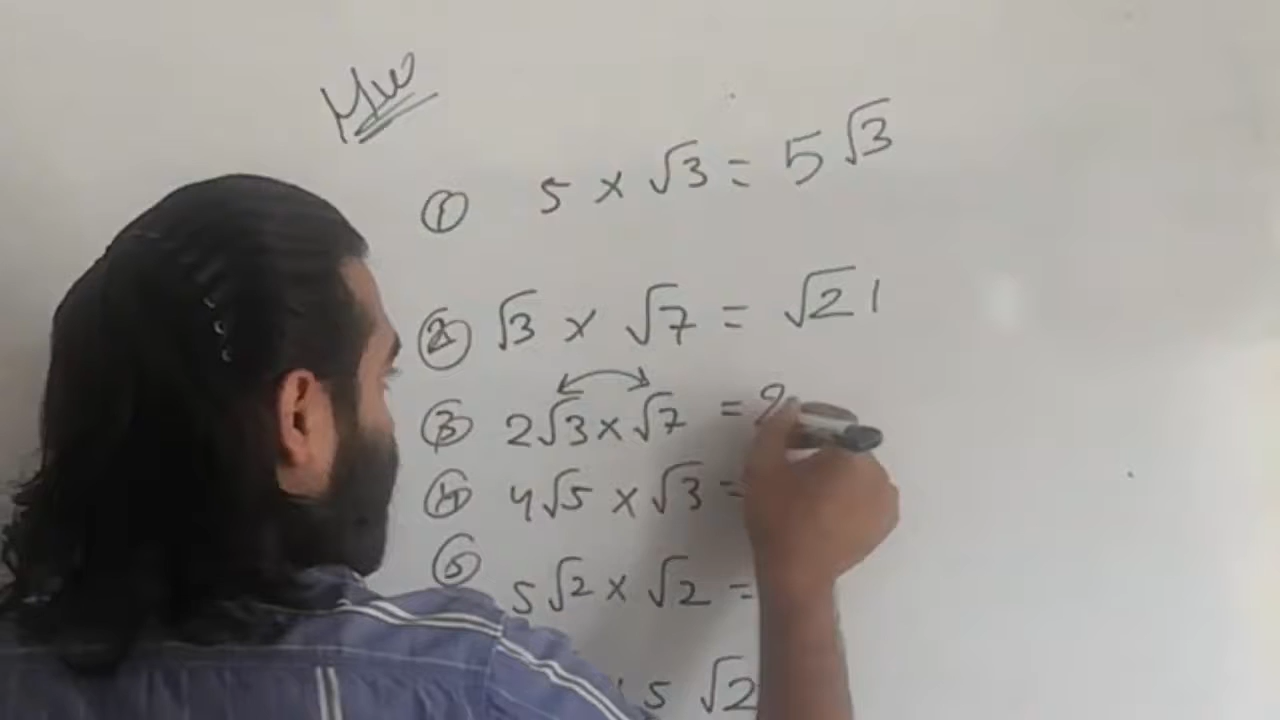 HW
① 5 × √3 = 5√3
② √3 × √7 = √21
③ 2√3 × √7 = 2
④ 4√5 × √3 =
⑤ 5√2 × √2 =
5 √2